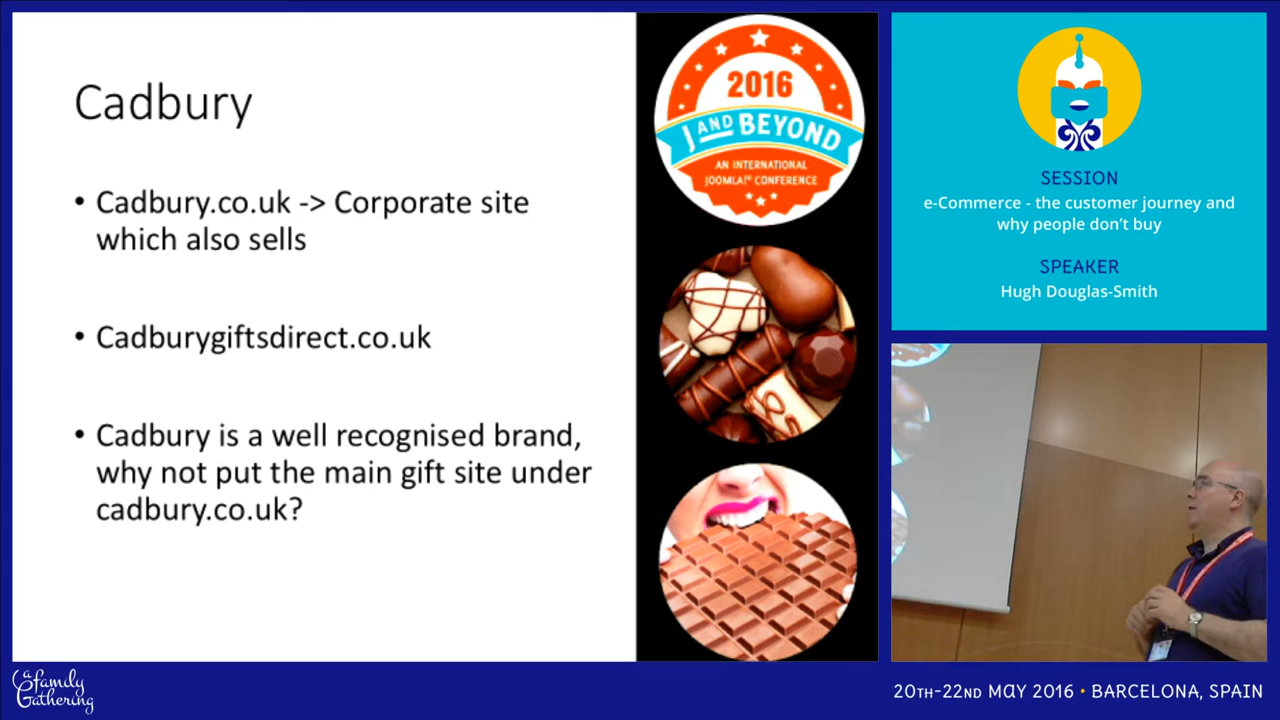 Cadbury
• Cadbury.co.uk -> Corporate site
which also sells
• Cadburygiftsdirect.co.uk
• Cadbury is a well recognised brand,
why not put the main gift site under
cadbury.co.uk?
2016
J AND BEYOND
AN INTERNATIONAL
JOOMLA!® CONFERENCE
SESSION
e-Commerce - the customer journey and
why people don't buy
SPEAKER
Hugh Douglas-Smith
a family
Gathering
20TH-22ND MAY 2016 • BARCELONA, SPAIN